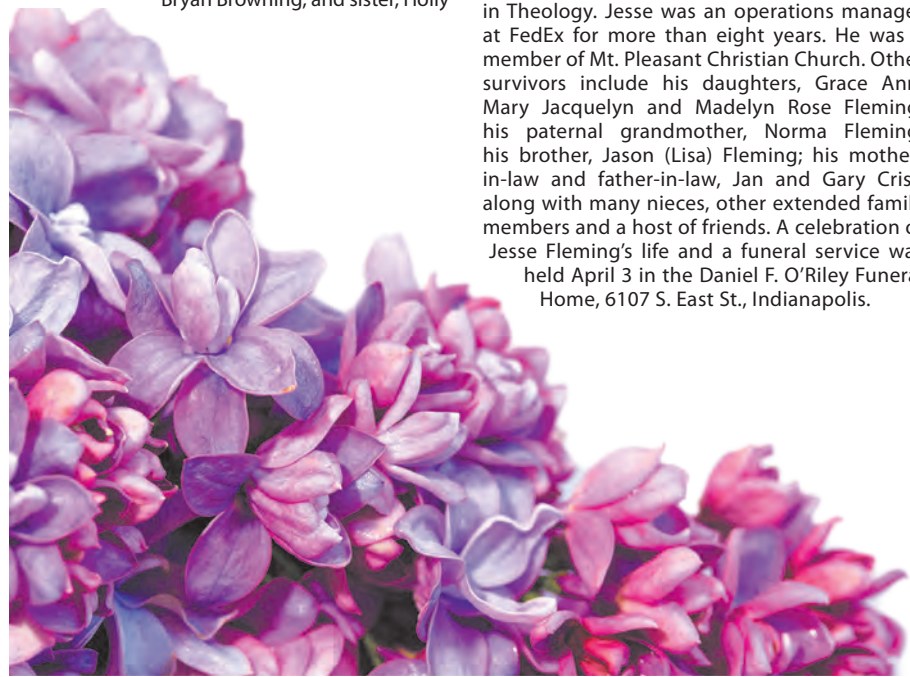 Bryan Browning, and sister, Holly
in Theology. Jesse was an operations manage
at FedEx for more than eight years. He was
member of Mt. Pleasant Christian Church. Othe
survivors include his daughters, Grace Ann
Mary Jacquelyn and Madelyn Rose Fleming
his paternal grandmother, Norma Fleming
his brother, Jason (Lisa) Fleming; his mothe
in-law and father-in-law, Jan and Gary Cris
along with many nieces, other extended famil
members and a host of friends. A celebration o
Jesse Fleming’s life and a funeral service wa
held April 3 in the Daniel F. O’Riley Funera
Home, 6107 S. East St., Indianapolis.